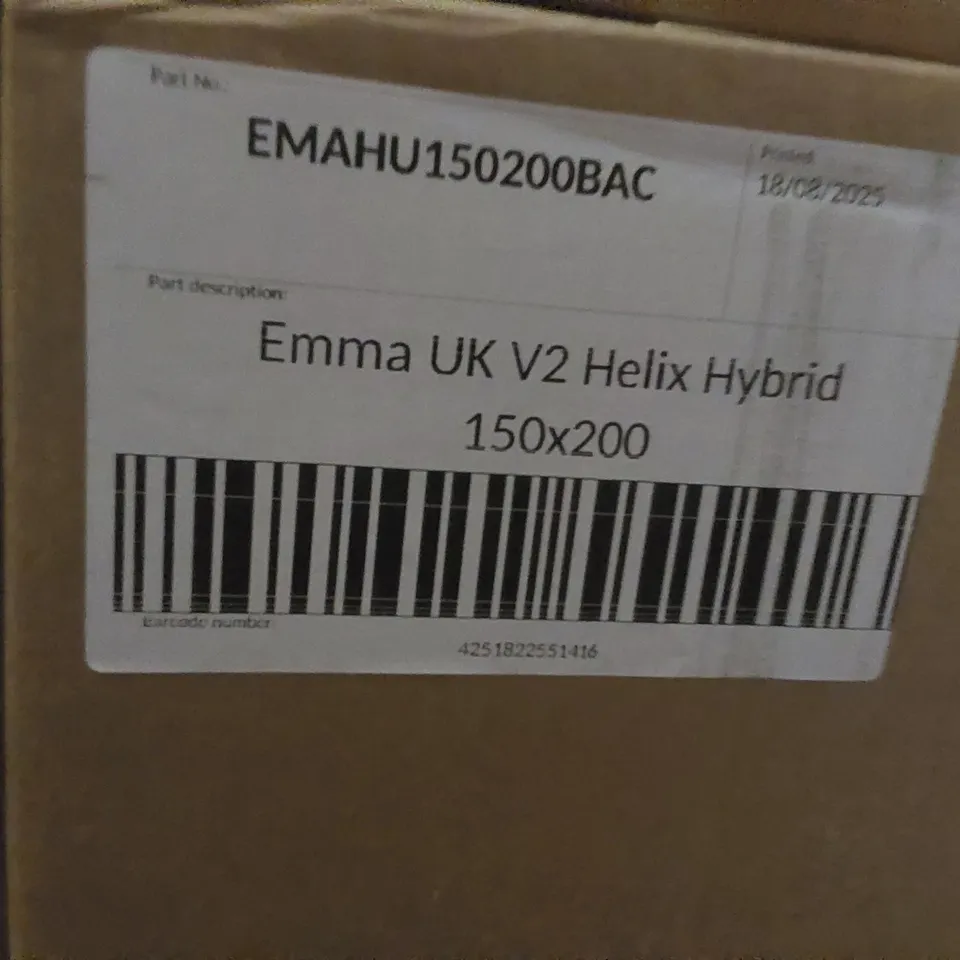 Part No.:
EMAHU150200BAC
Printed
18/08/2025
Part description:
Emma UK V2 Helix Hybrid
150x200
Barcode number
4251822551416